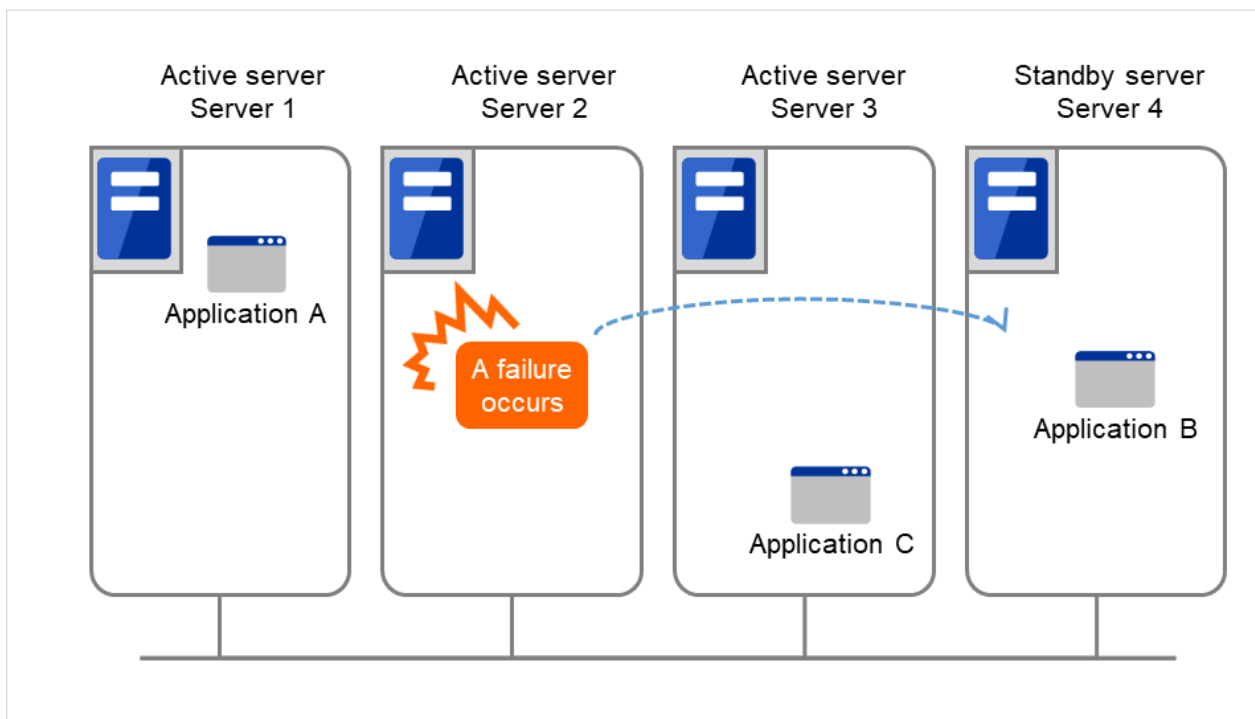 Active server
Server 1
Active server
Server 2
Active server
Server 3
Standby server
Server 4
Application A
A failure
occurs
Application B
Application C